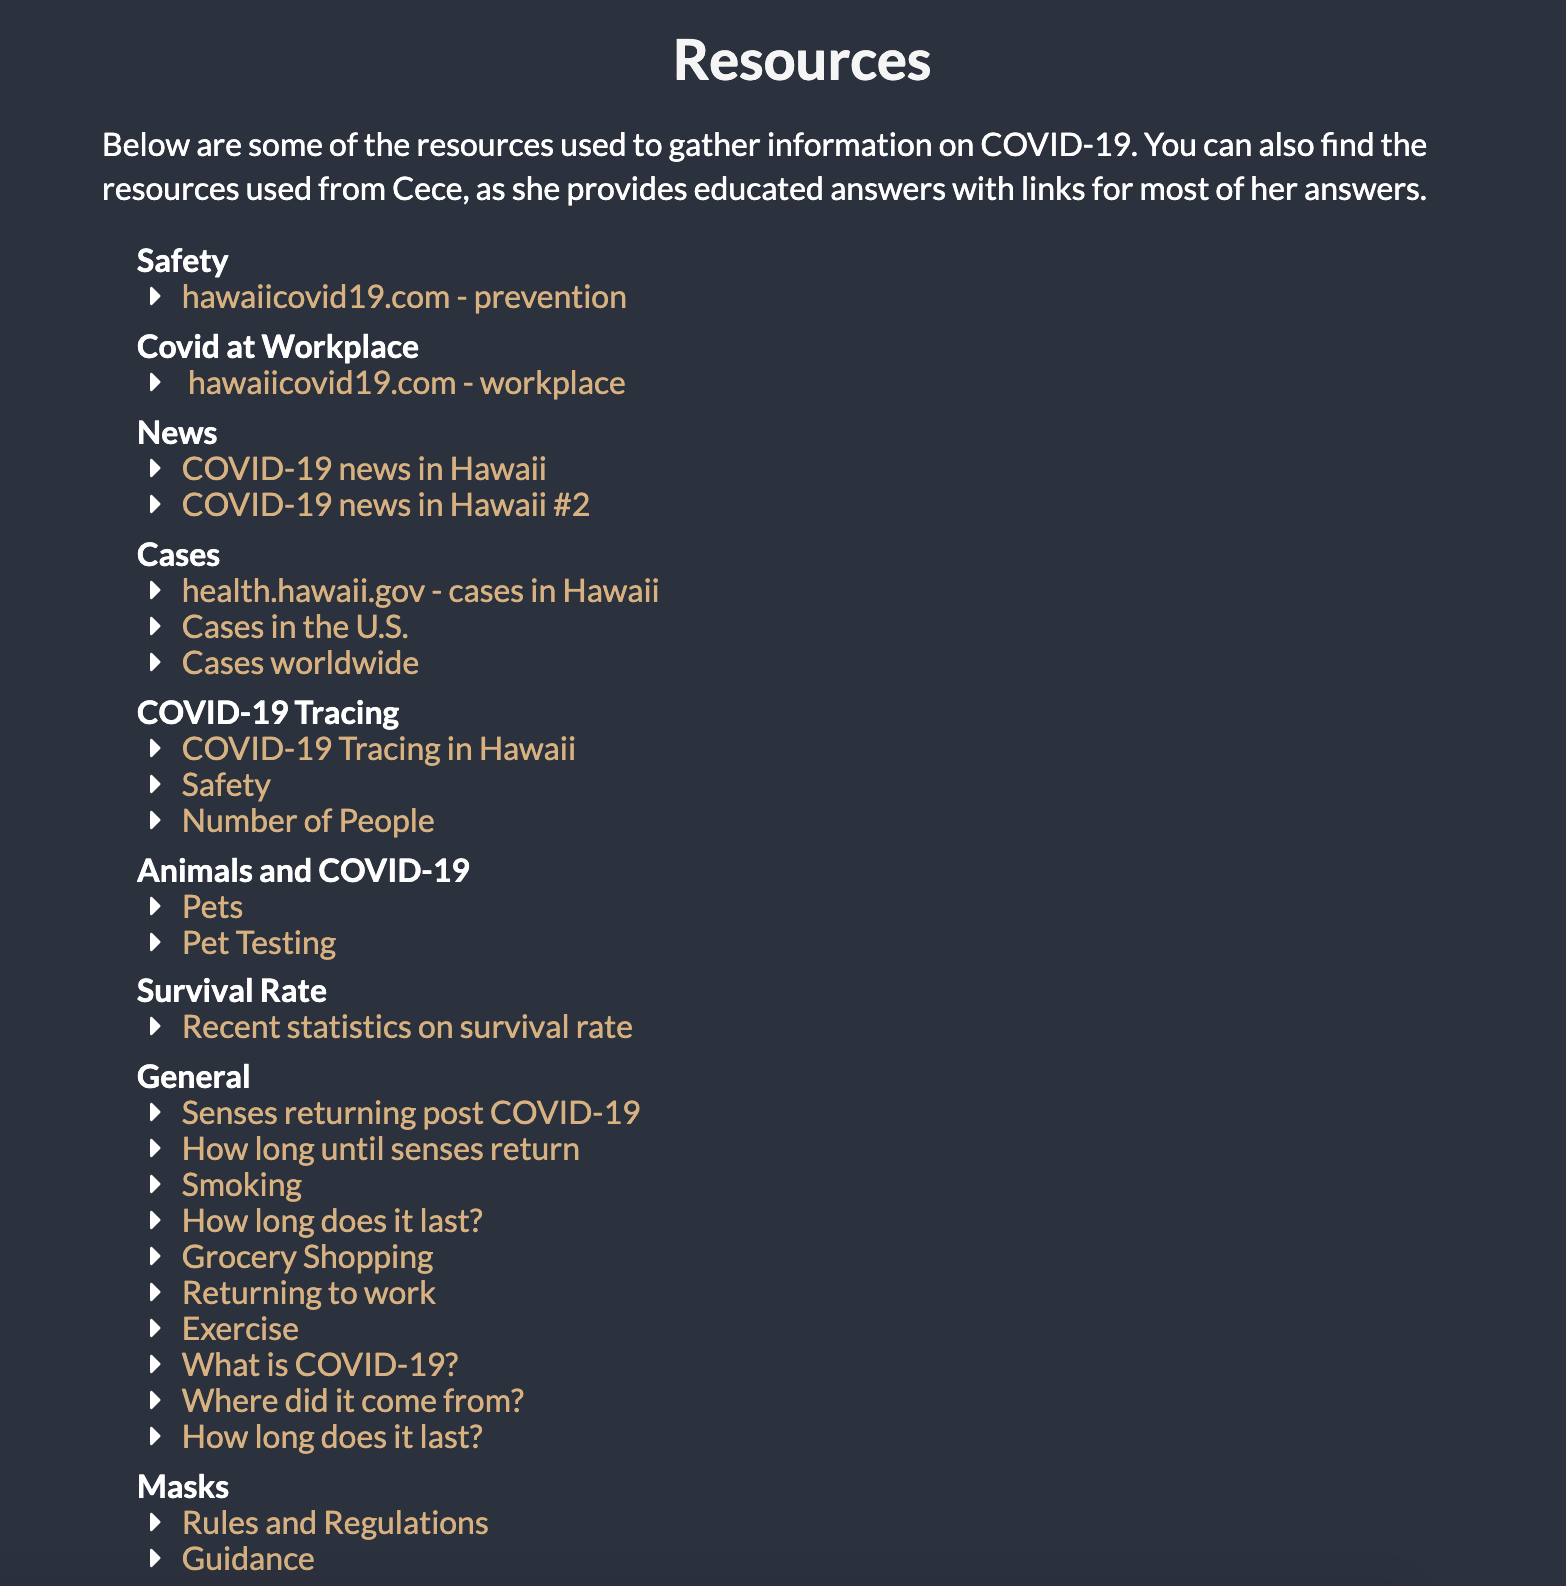 Resources
Below are some of the resources used to gather information on COVID-19. You can also find the
resources used from Cece, as she provides educated answers with links for most of her answers.
Safety
hawaiicovid19.com - prevention
Covid at Workplace
hawaiicovid19.com - workplace
News
COVID-19 news in Hawaii
COVID-19 news in Hawaii #2
Cases
health.hawaii.gov - cases in Hawaii
Cases in the U.S.
Cases worldwide
COVID-19 Tracing
COVID-19 Tracing in Hawaii
Safety
Number of People
Animals and COVID-19
Pets
Pet Testing
Survival Rate
Recent statistics on survival rate
General
Senses returning post COVID-19
How long until senses return
Smoking
How long does it last?
Grocery Shopping
Returning to work
Exercise
What is COVID-19?
Where did it come from?
How long does it last?
Masks
Rules and Regulations
Guidance